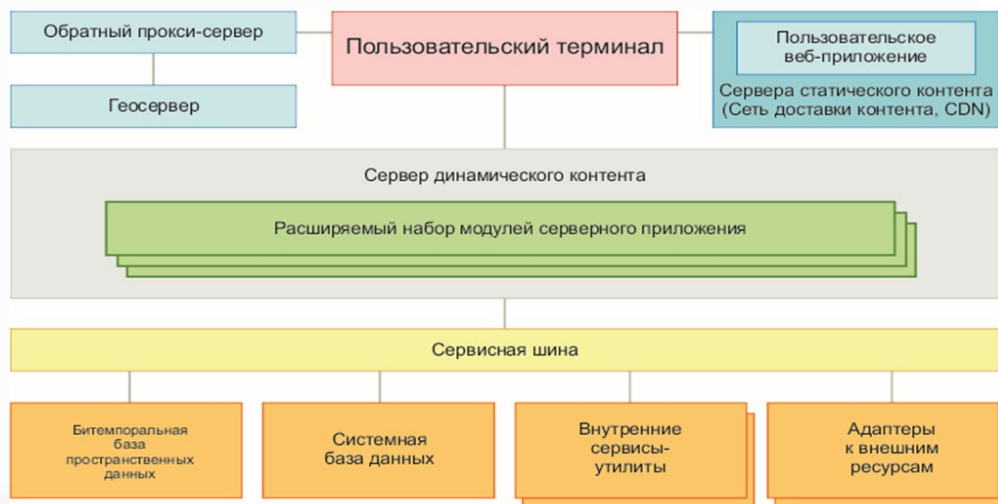 Обратный прокси-сервер
Пользовательский терминал
Пользовательское
веб-приложение
Геосервер
Сервера статического контента
(Сеть доставки контента, CDN)
Сервер динамического контента
Расширяемый набор модулей серверного приложения
Сервисная шина
Битемпоральная
база
пространственных
данных
Системная
база данных
Внутренние
сервисы-
утилиты
Адаптеры
к внешним
ресурсам